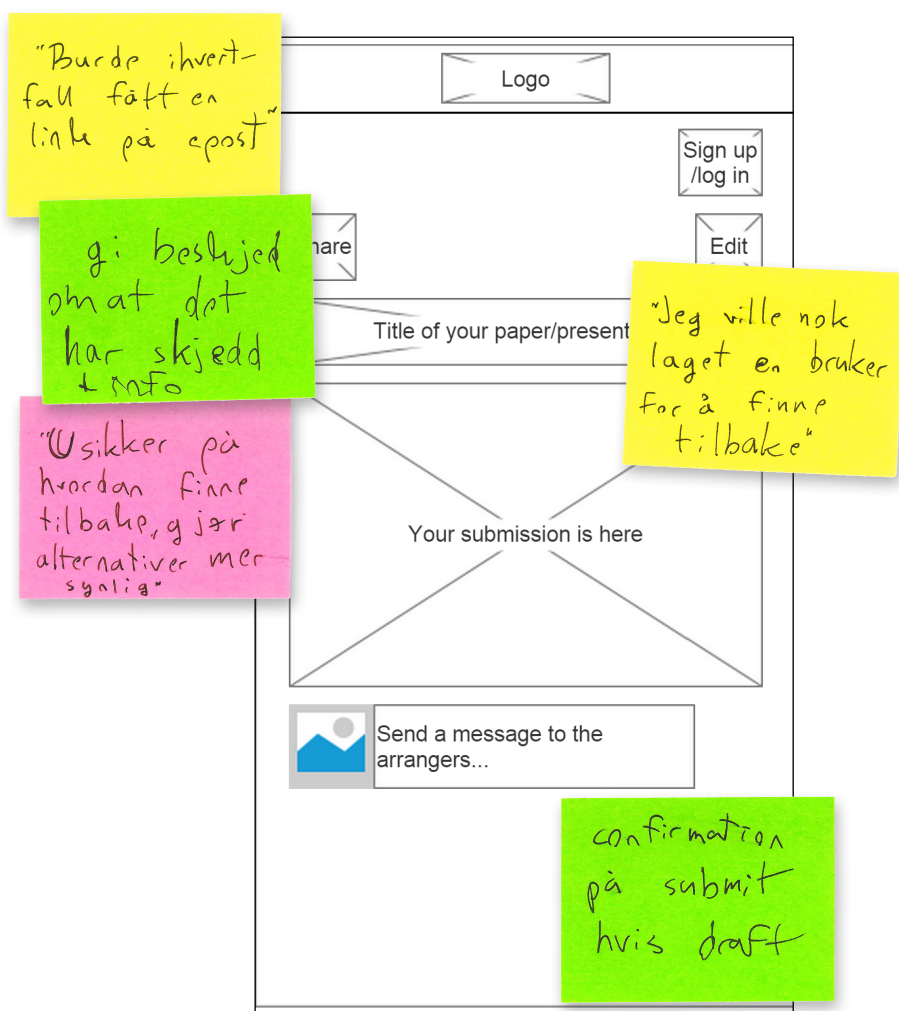 "Burde ihvert-
fall fått en
link på epost"
Logo
Sign up
/log in
gi beskjed
om at det
har skjedd
+ info
hare
Edit
Title of your paper/present
"Jeg ville nok
laget en bruker
for å finne
tilbake"
"Usikker på
hvordan finne
tilbake, gjør
alternativer mer
synlig"
Your submission is here
Send a message to the
arrangers...
confirmation
på submit
hvis draft